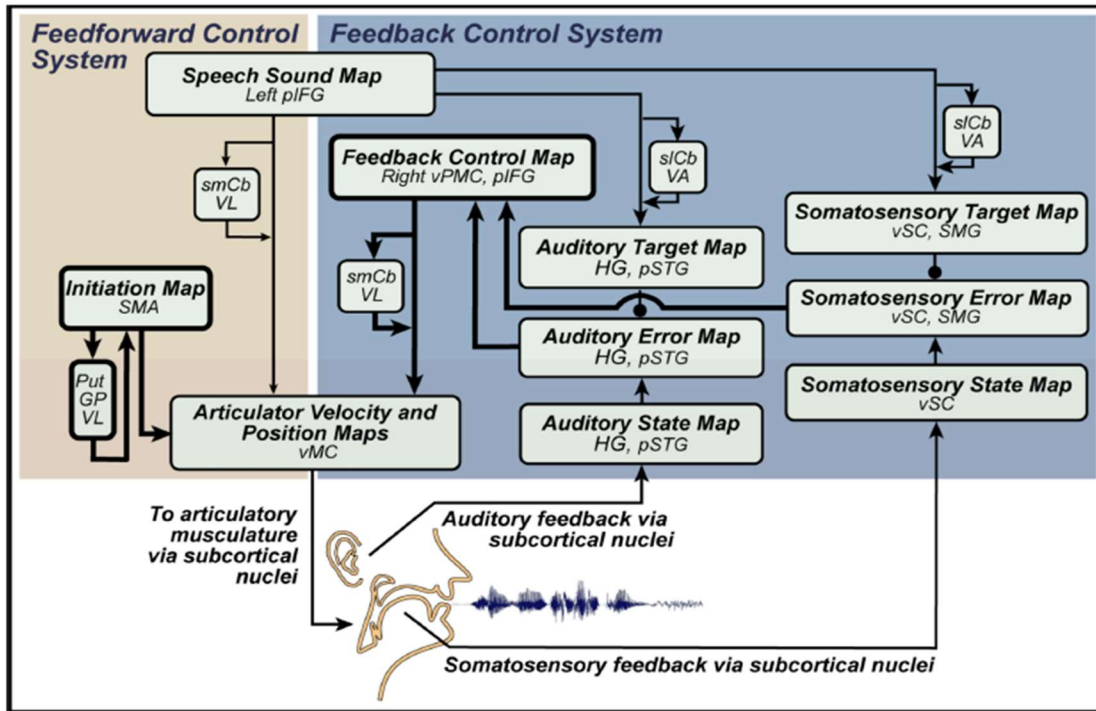 Feedforward Control
System
Feedback Control System
Speech Sound Map
Left pIFG
smCb
VL
Initiation Map
SMA
Put
GP
VL
Feedback Control Map
Right vPMC, pIFG
smCb
VL
slCb
VA
slCb
VA
Auditory Target Map
HG, pSTG
Somatosensory Target Map
vSC, SMG
Auditory Error Map
HG, pSTG
Somatosensory Error Map
vSC, SMG
Articulator Velocity and
Position Maps
vMC
Auditory State Map
HG, pSTG
Somatosensory State Map
vSC
To articulatory
musculature
via subcortical
nuclei
Auditory feedback via
subcortical nuclei
Somatosensory feedback via subcortical nuclei